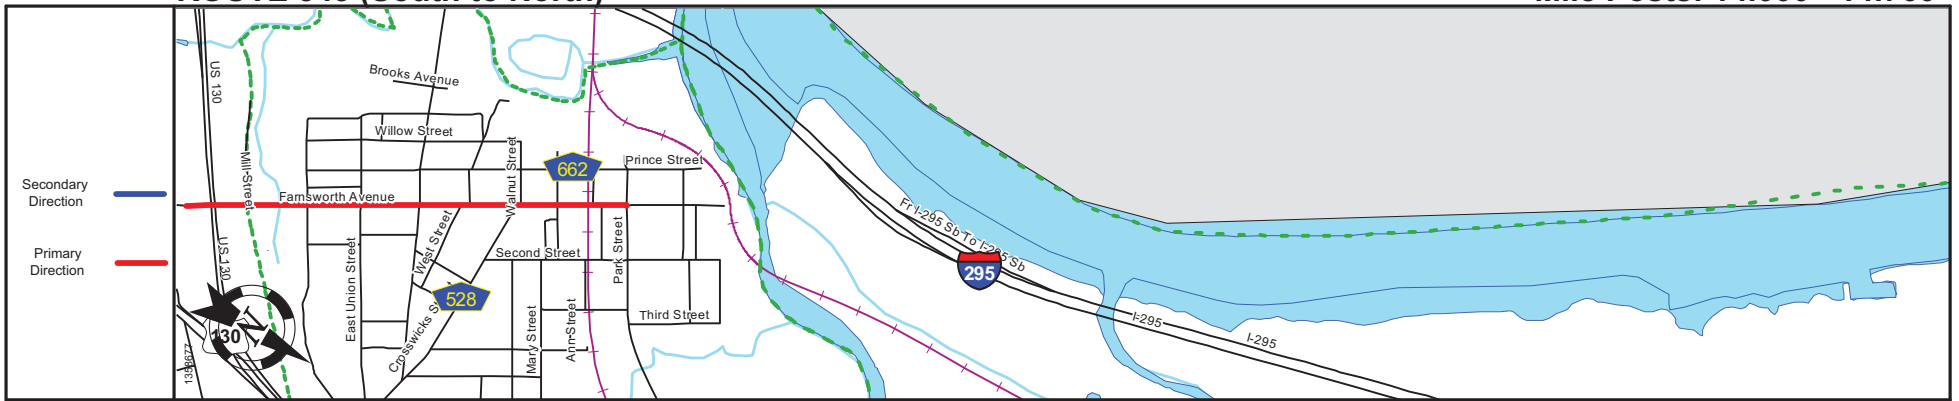 Secondary
Direction
Primary
Direction
US 130
Brooks Avenue
Willow Street
Walnut Street
662
Prince Street
Mill Street
Farnsworth Avenue
US 130
East Union Street
West Street
Second Street
Park Street
Fr I-295 Sb To I-295 Sb
295
528
Crosswicks S
Mary Street
Ann Street
Third Street
I-295
I-295
130
N
1358677